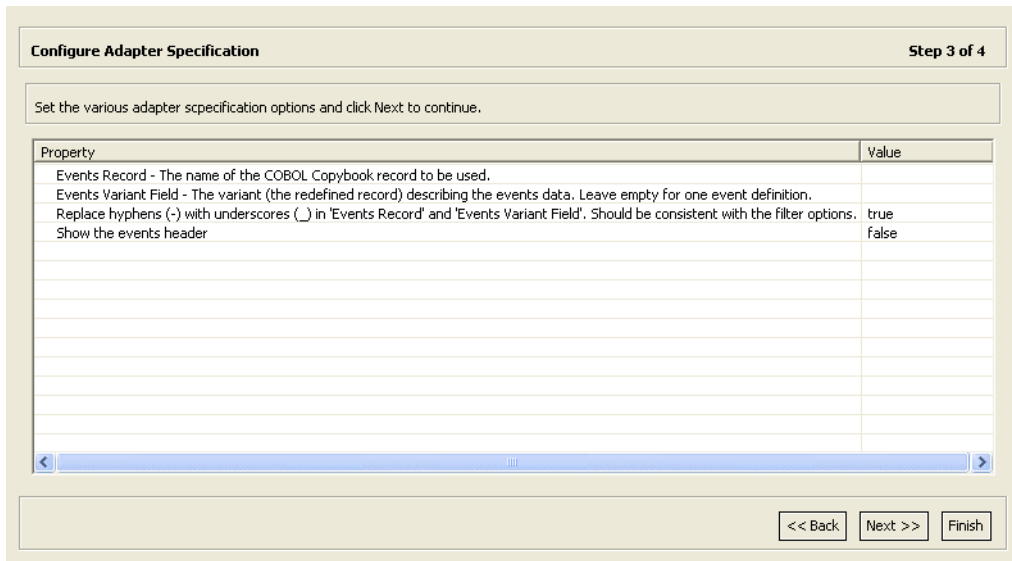 Configure Adapter Specification Step 3 of 4
Set the various adapter scpecification options and click Next to continue.
Property Value
Events Record - The name of the COBOL Copybook record to be used.
Events Variant Field - The variant (the redefined record) describing the events data. Leave empty for one event definition.
Replace hyphens (-) with underscores (_) in 'Events Record' and 'Events Variant Field'. Should be consistent with the filter options. true
Show the events header false
<< Back Next >> Finish